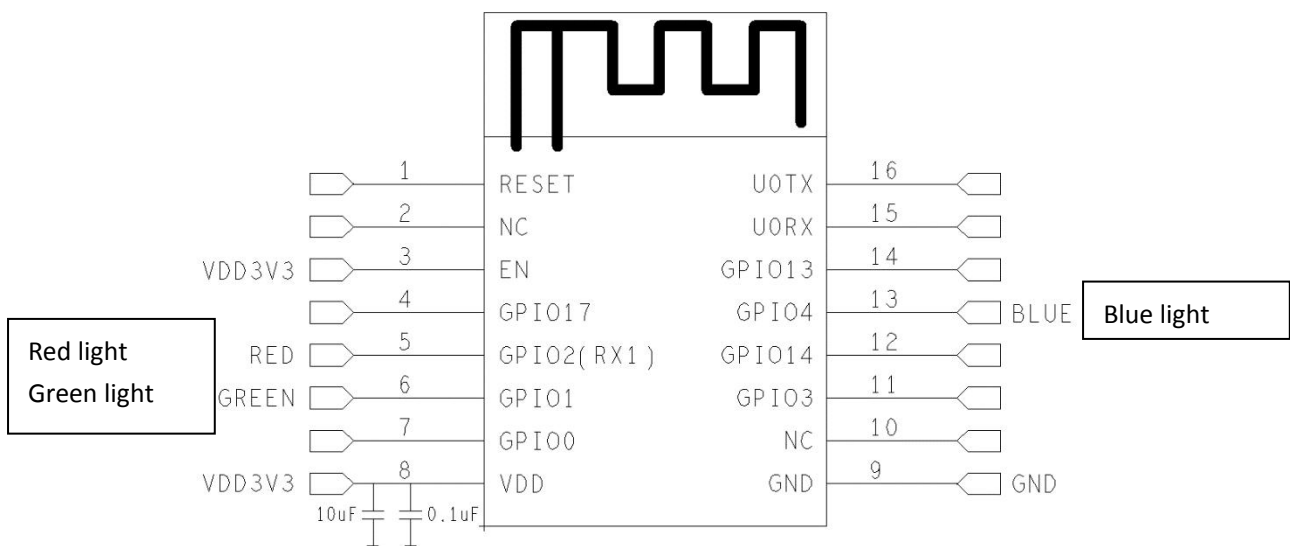 1 RESET U0TX 16
2 NC U0RX 15
VDD3V3 3 EN GPIO13 14
4 GPIO17 GPIO4 13 BLUE Blue light
Red light RED 5 GPIO2(RX1) GPIO14 12
Green light GREEN 6 GPIO1 GPIO3 11
7 GPIO0 NC 10
VDD3V3 8 VDD GND 9 GND
10uF 0.1uF